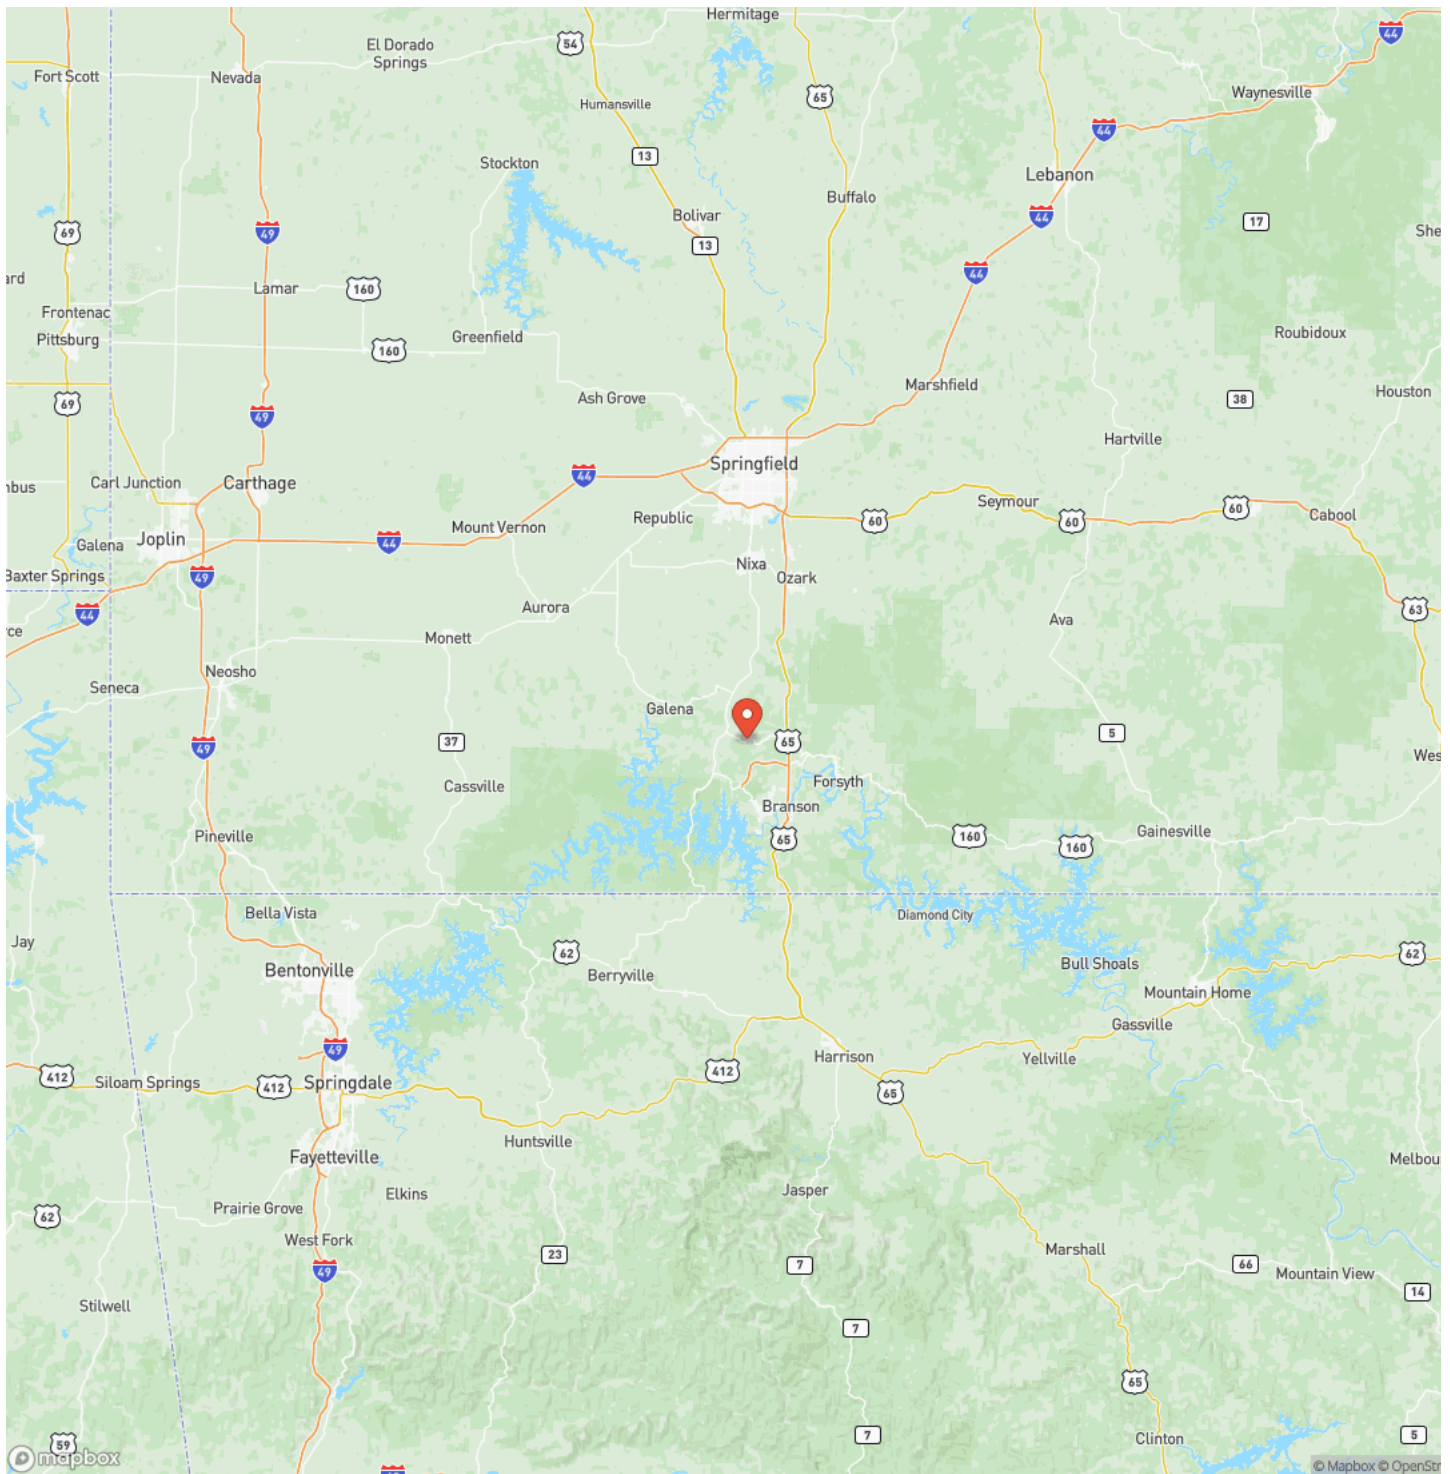 Hermitage
44
El Dorado
Springs
54
Fort Scott
Nevada
Waynesville
65
Humansville
44
13
Stockton
Lebanon
Buffalo
Bolivar
44
17
69
49
13
44
Lamar
160
Frontenac
Pittsburg
Greenfield
160
Roubidoux
Marshfield
Houston
Ash Grove
38
69
49
Hartville
Springfield
44
Carl Junction
Carthage
Seymour
60
Cabool
Republic
60
60
Mount Vernon
Joplin
44
Galena
Nixa
Baxter Springs
49
Ozark
44
Aurora
63
Ava
Monett
Neosho
Seneca
Galena
5
65
37
49
Forsyth
Cassville
Branson
Pineville
65
160
160
Gainesville
Bella Vista
Diamond City
Jay
62
62
Bentonville
Berryville
Bull Shoals
Mountain Home
Gassville
49
Harrison
Yellville
412
412
412
Siloam Springs
Springdale
65
Huntsville
Fayetteville
Jasper
Elkins
Prairie Grove
62
West Fork
Marshall
23
7
66
49
Mountain View
14
Stilwell
7
65
7
5
59
Clinton
mapbox
© Mapbox © OpenStr